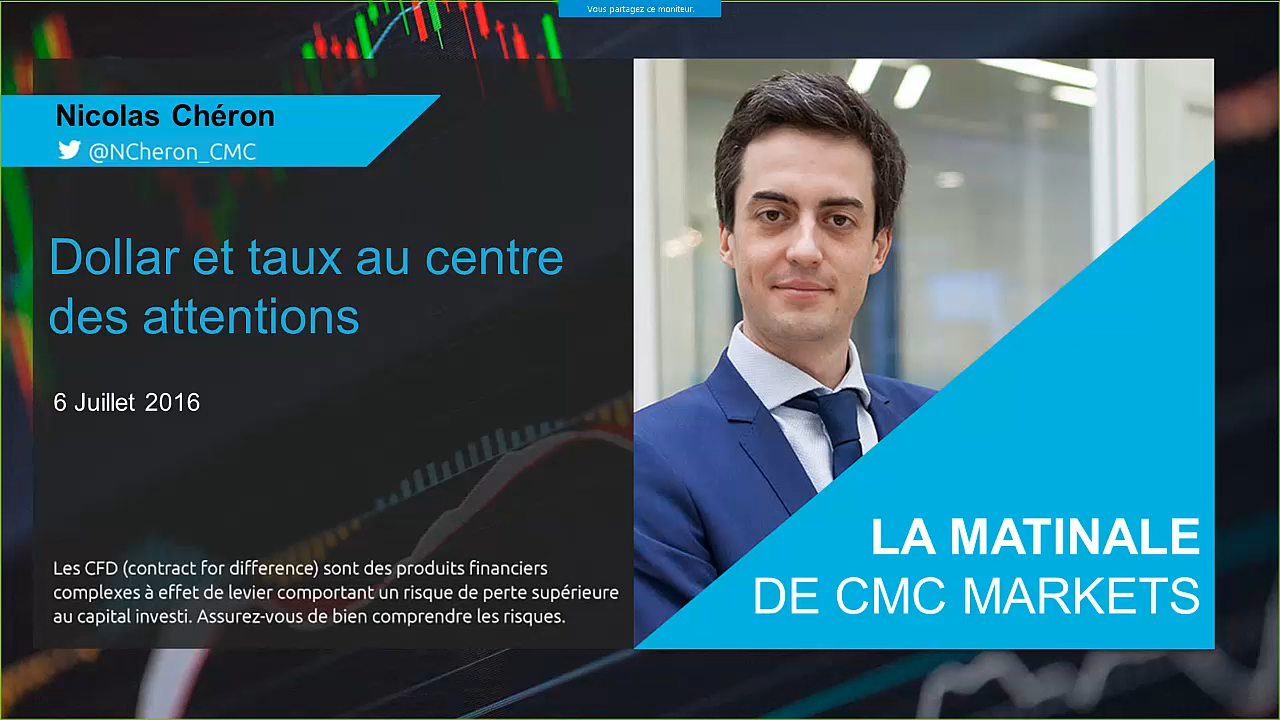 Vous partagez ce moniteur.
Nicolas Chéron
@NCheron_CMC
Dollar et taux au centre
des attentions
6 Juillet 2016
Les CFD (contract for difference) sont des produits financiers
complexes à effet de levier comportant un risque de perte supérieure
au capital investi. Assurez-vous de bien comprendre les risques.
LA MATINALE
DE CMC MARKETS